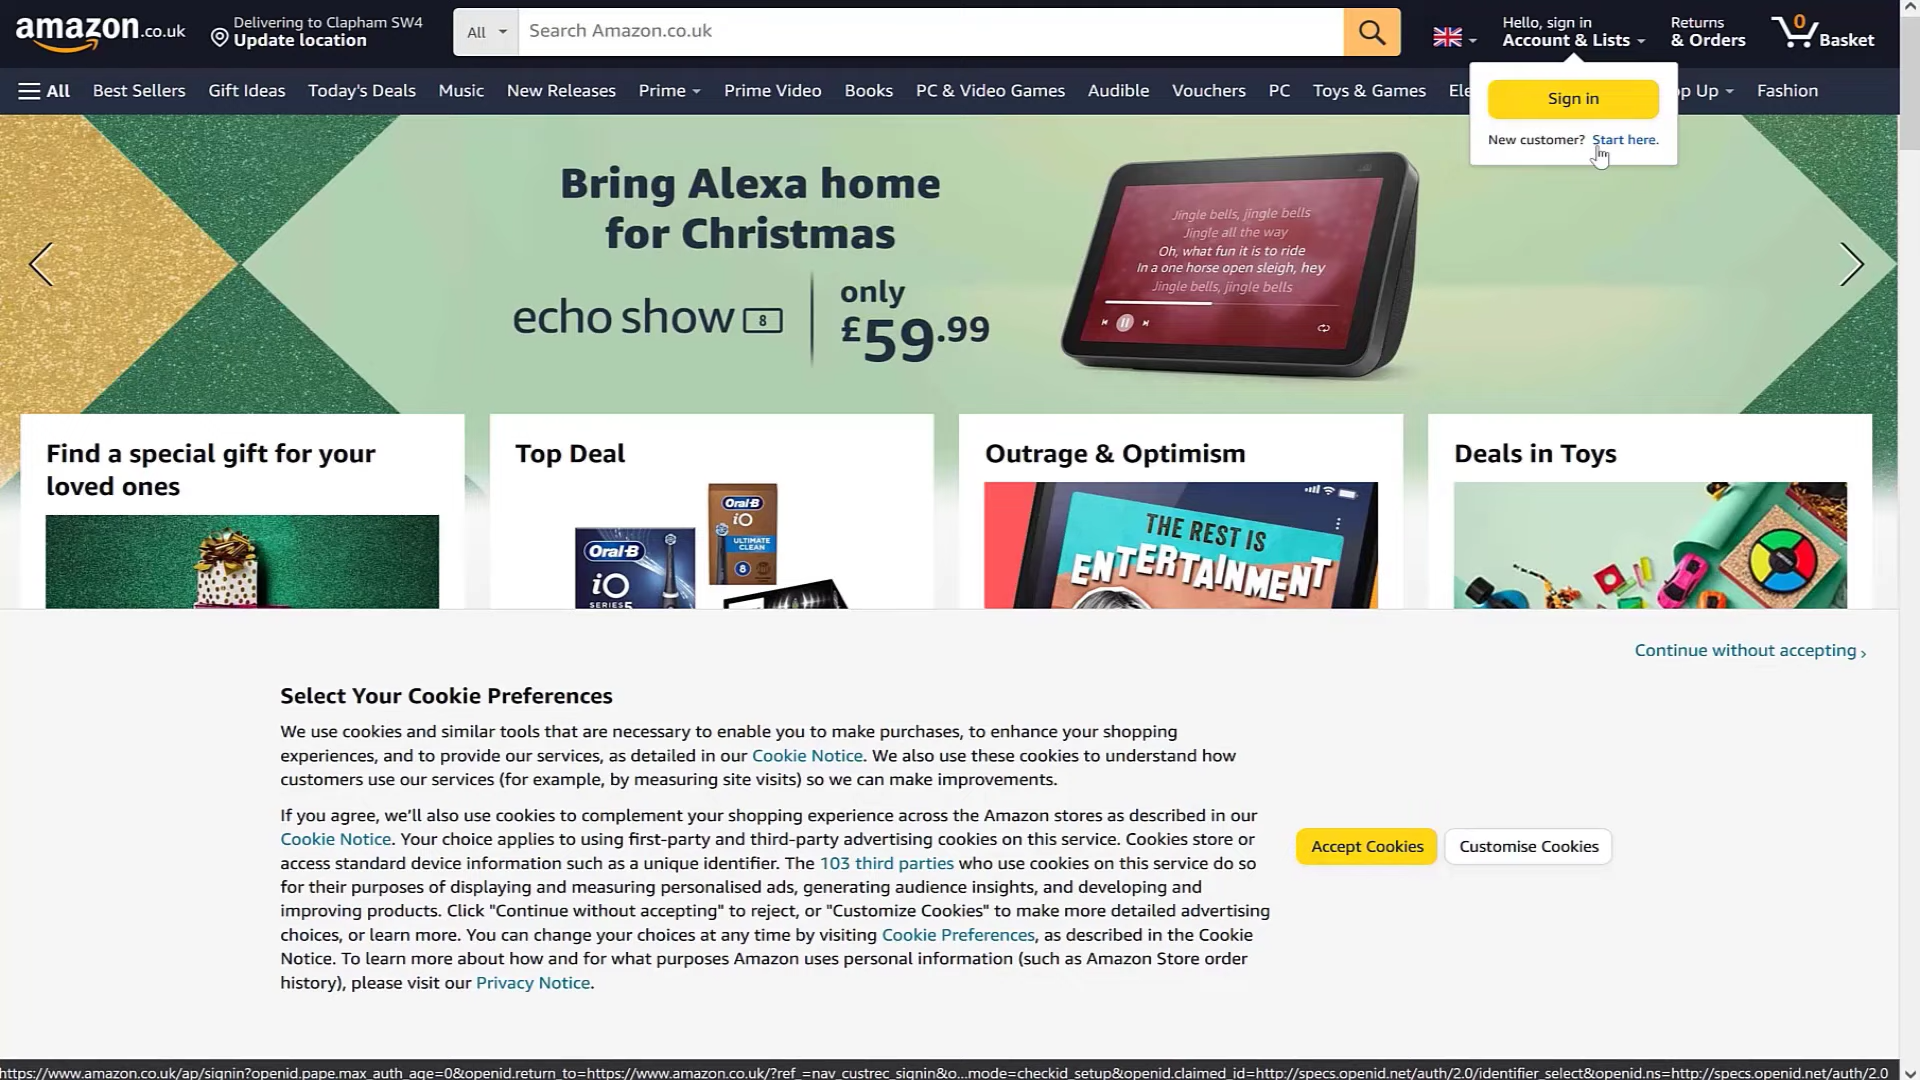 amazon.co.uk
Delivering to Clapham SW4
Update location
All
Search Amazon.co.uk
Hello, sign in
Account & Lists
Returns
& Orders
0
Basket
All
Best Sellers
Gift Ideas
Today's Deals
Music
New Releases
Prime
Prime Video
Books
PC & Video Games
Audible
Vouchers
PC
Toys & Games
Ele
p Up
Fashion
Sign in
New customer? Start here.
Bring Alexa home
for Christmas
echo show 8
only
£59.99
Jingle bells, jingle bells
Jingle all the way
Oh, what fun it is to ride
In a one horse open sleigh, hey
Jingle bells, jingle bells
Find a special gift for your
loved ones
Top Deal
Oral-B
iO
ULTIMATE
CLEAN
8
Oral-B
iO
SERIES 5
Outrage & Optimism
THE REST IS
ENTERTAINMENT
Deals in Toys
Continue without accepting ›
Select Your Cookie Preferences
We use cookies and similar tools that are necessary to enable you to make purchases, to enhance your shopping
experiences, and to provide our services, as detailed in our Cookie Notice. We also use these cookies to understand how
customers use our services (for example, by measuring site visits) so we can make improvements.
If you agree, we’ll also use cookies to complement your shopping experience across the Amazon stores as described in our
Cookie Notice. Your choice applies to using first-party and third-party advertising cookies on this service. Cookies store or
access standard device information such as a unique identifier. The 103 third parties who use cookies on this service do so
for their purposes of displaying and measuring personalised ads, generating audience insights, and developing and
improving products. Click "Continue without accepting" to reject, or "Customize Cookies" to make more detailed advertising
choices, or learn more. You can change your choices at any time by visiting Cookie Preferences, as described in the Cookie
Notice. To learn more about how and for what purposes Amazon uses personal information (such as Amazon Store order
history), please visit our Privacy Notice.
Accept Cookies
Customise Cookies
https://www.amazon.co.uk/ap/signin?openid.pape.max_auth_age=0&openid.return_to=https://www.amazon.co.uk/?ref_=nav_custrec_signin&o...mode=checkid_setup&openid.claimed_id=http://specs.openid.net/auth/2.0/identifier_select&openid.ns=http://specs.openid.net/auth/2.0